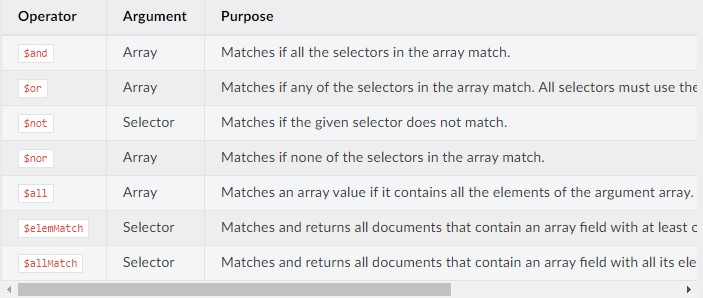 Operator Argument Purpose
$and Array Matches if all the selectors in the array match.
$or Array Matches if any of the selectors in the array match. All selectors must use the
$not Selector Matches if the given selector does not match.
$nor Array Matches if none of the selectors in the array match.
$all Array Matches an array value if it contains all the elements of the argument array.
$elemMatch Selector Matches and returns all documents that contain an array field with at least
$allMatch Selector Matches and returns all documents that contain an array field with all its